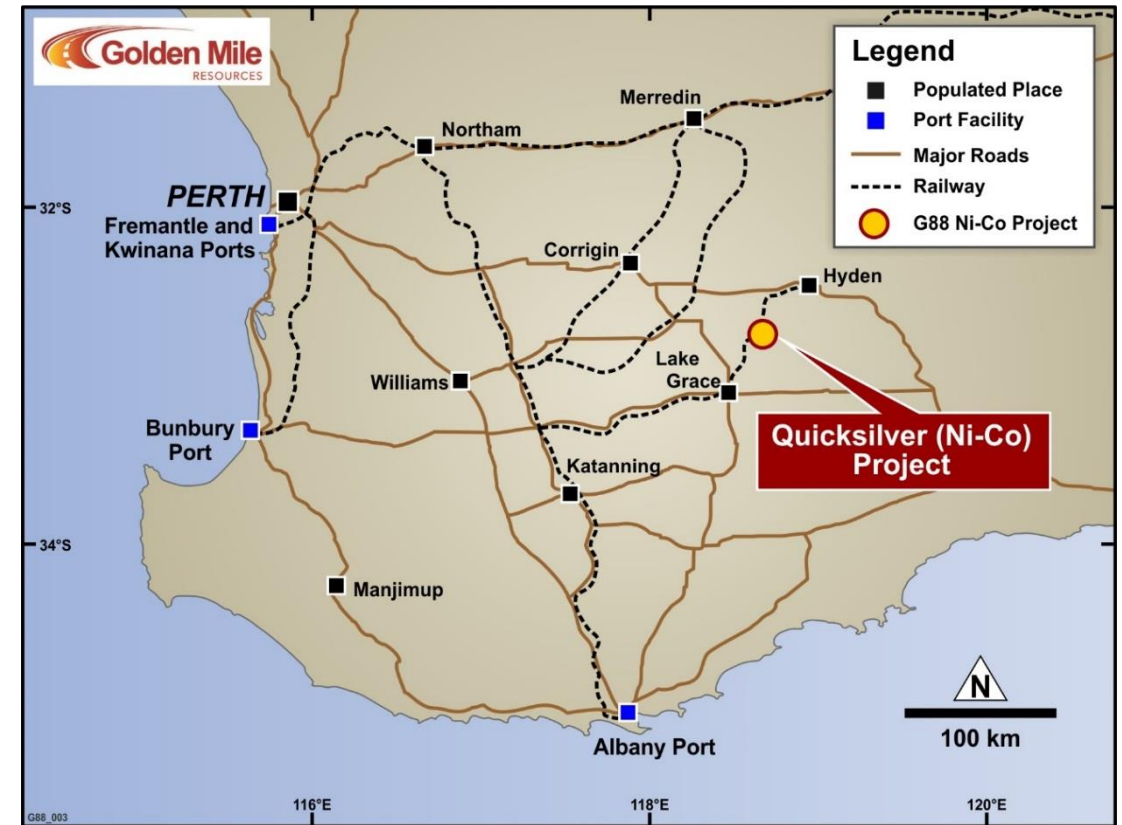 Golden Mile
RESOURCES
Legend
Populated Place
Port Facility
Major Roads
Railway
G88 Ni-Co Project
Merredin
Northam
PERTH
Fremantle and
Kwinana Ports
32°S
Corrigin
Hyden
Lake
Grace
Williams
Bunbury
Port
Quicksilver (Ni-Co)
Project
Katanning
34°S
Manjimup
N
100 km
Albany Port
116°E
118°E
120°E
G88_003